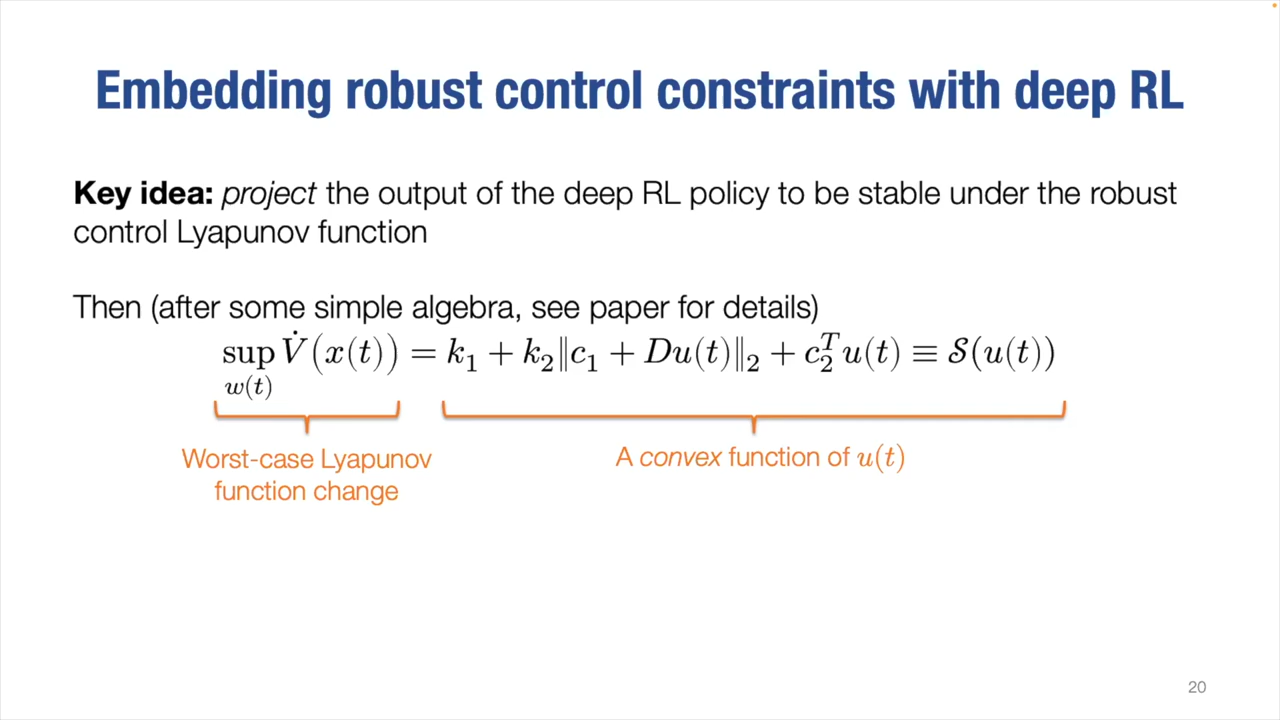 Embedding robust control constraints with deep RL
Key idea: project the output of the deep RL policy to be stable under the robust
control Lyapunov function
Then (after some simple algebra, see paper for details)
sup V̇(x(t)) = k₁ + k₂‖c₁ + Du(t)‖₂ + c₂ᵀu(t) ≡ 𝒮(u(t))
w(t)
Worst-case Lyapunov
function change
A convex function of u(t)
20